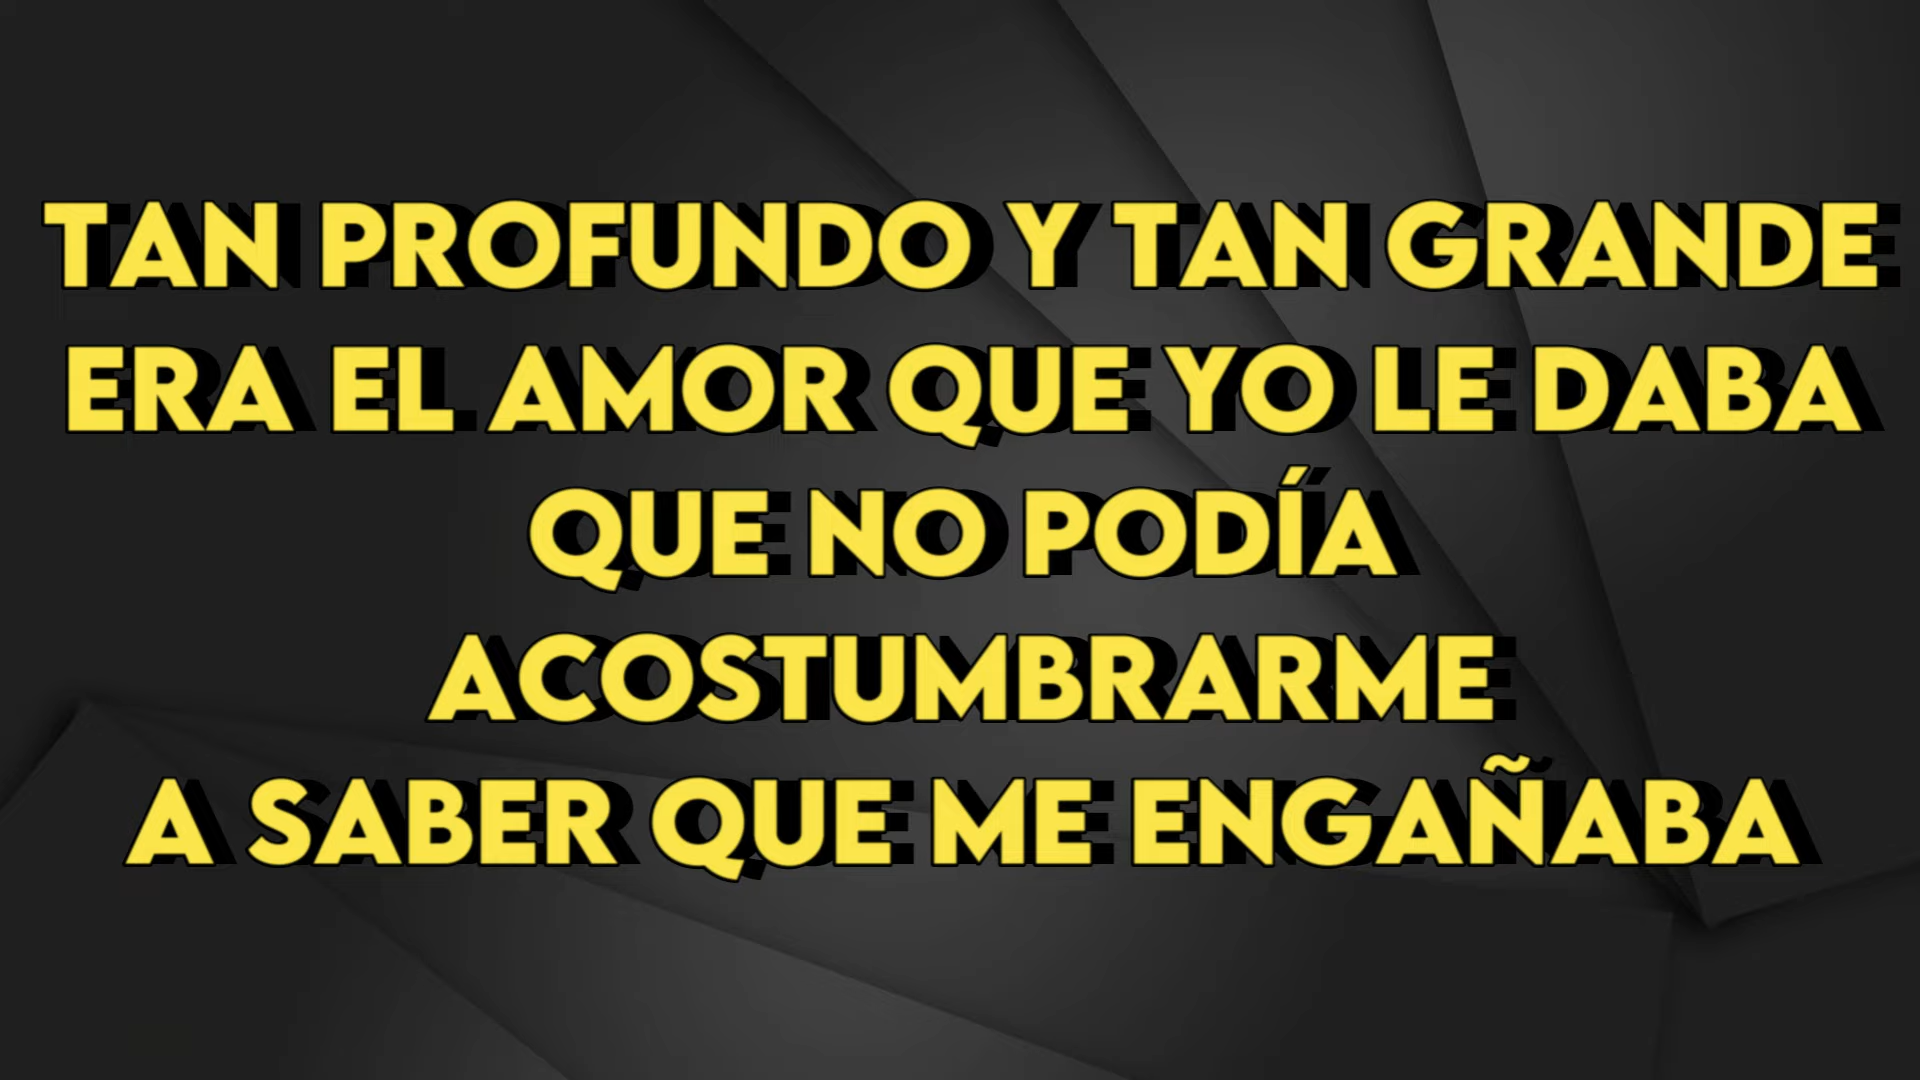 TAN PROFUNDO Y TAN GRANDE
ERA EL AMOR QUE YO LE DABA
QUE NO PODÍA
ACOSTUMBRARME
A SABER QUE ME ENGAÑABA